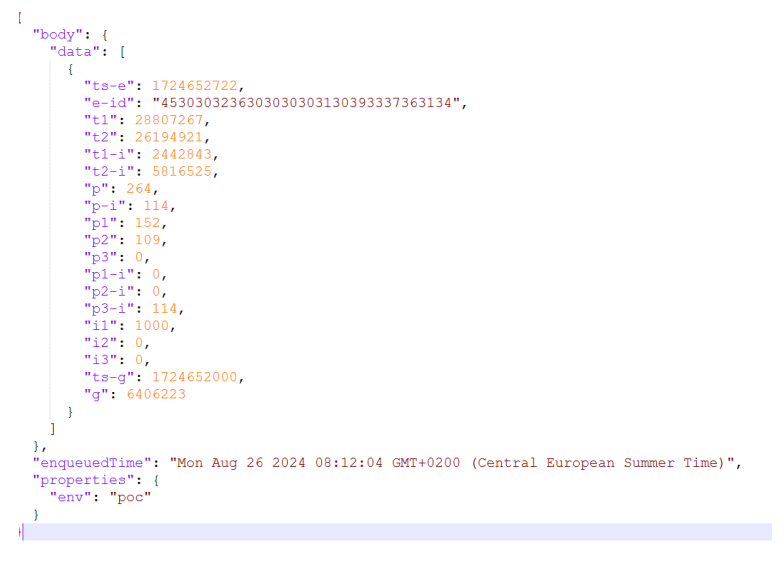 {
"body": {
"data": [
{
"ts-e": 1724652722,
"e-id": "4530303236303030303130393337363134",
"t1": 28807267,
"t2": 26194921,
"t1-i": 2442843,
"t2-i": 5816525,
"p": 264,
"p-i": 114,
"p1": 152,
"p2": 109,
"p3": 0,
"p1-i": 0,
"p2-i": 0,
"p3-i": 114,
"i1": 1000,
"i2": 0,
"i3": 0,
"ts-g": 1724652000,
"g": 6406223
}
]
},
"enqueuedTime": "Mon Aug 26 2024 08:12:04 GMT+0200 (Central European Summer Time)",
"properties": {
"env": "poc"
}
}